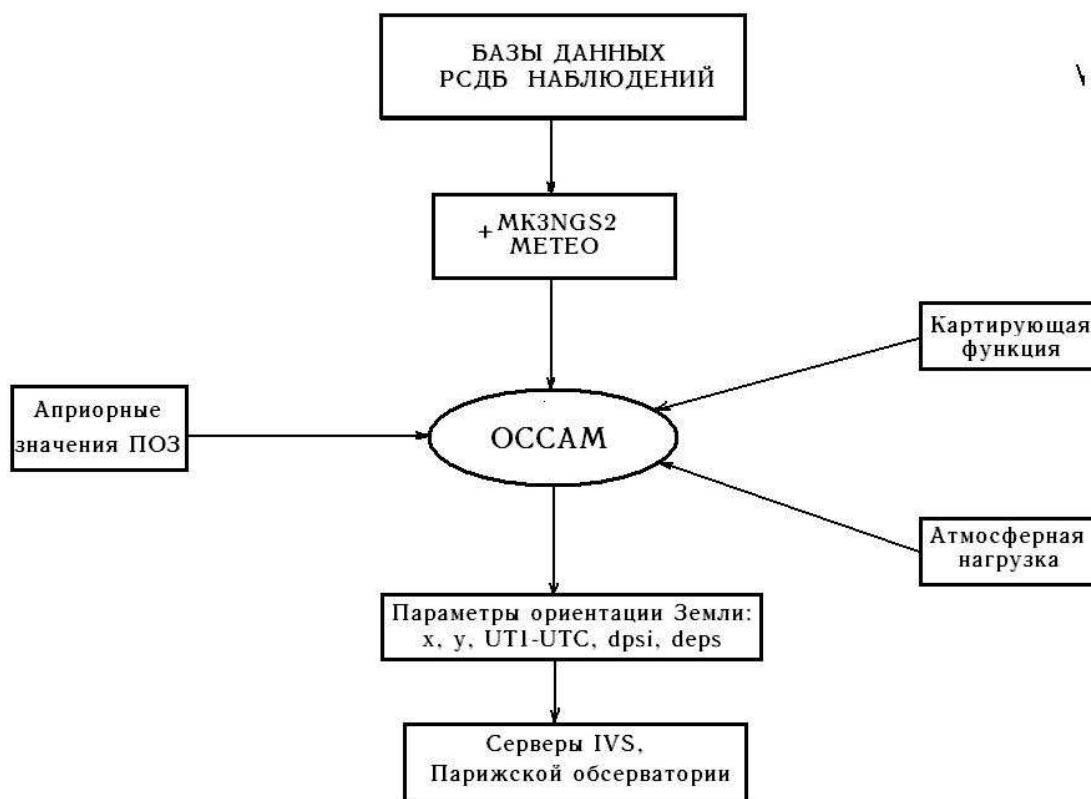 БАЗЫ ДАННЫХ
РСДБ НАБЛЮДЕНИЙ
+MK3NGS2
METEO
Картирующая
функция
Априорные
значения ПОЗ
ОССАМ
Атмосферная
нагрузка
Параметры ориентации Земли:
x, y, UT1-UTC, dpsi, deps
Серверы IVS,
Парижской обсерватории